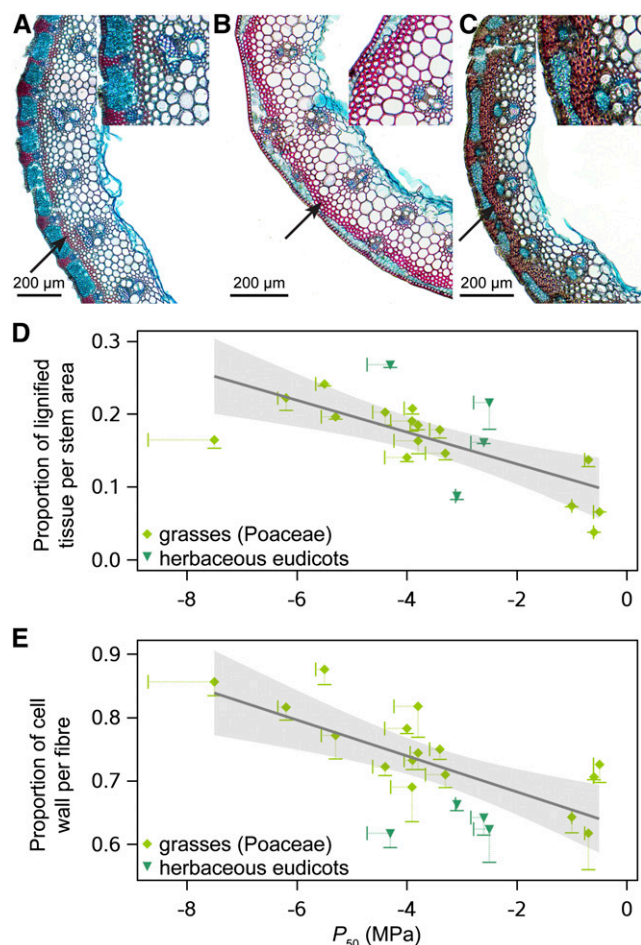 A B C
200 µm 200 µm 200 µm
D
Proportion of lignified
tissue per stem area
0.3
0.2
0.1
0.0
grasses (Poaceae)
herbaceous eudicots
-8 -6 -4 -2 0
E
Proportion of cell
wall per fibre
0.9
0.8
0.7
0.6
grasses (Poaceae)
herbaceous eudicots
-8 -6 -4 -2 0
P50 (MPa)